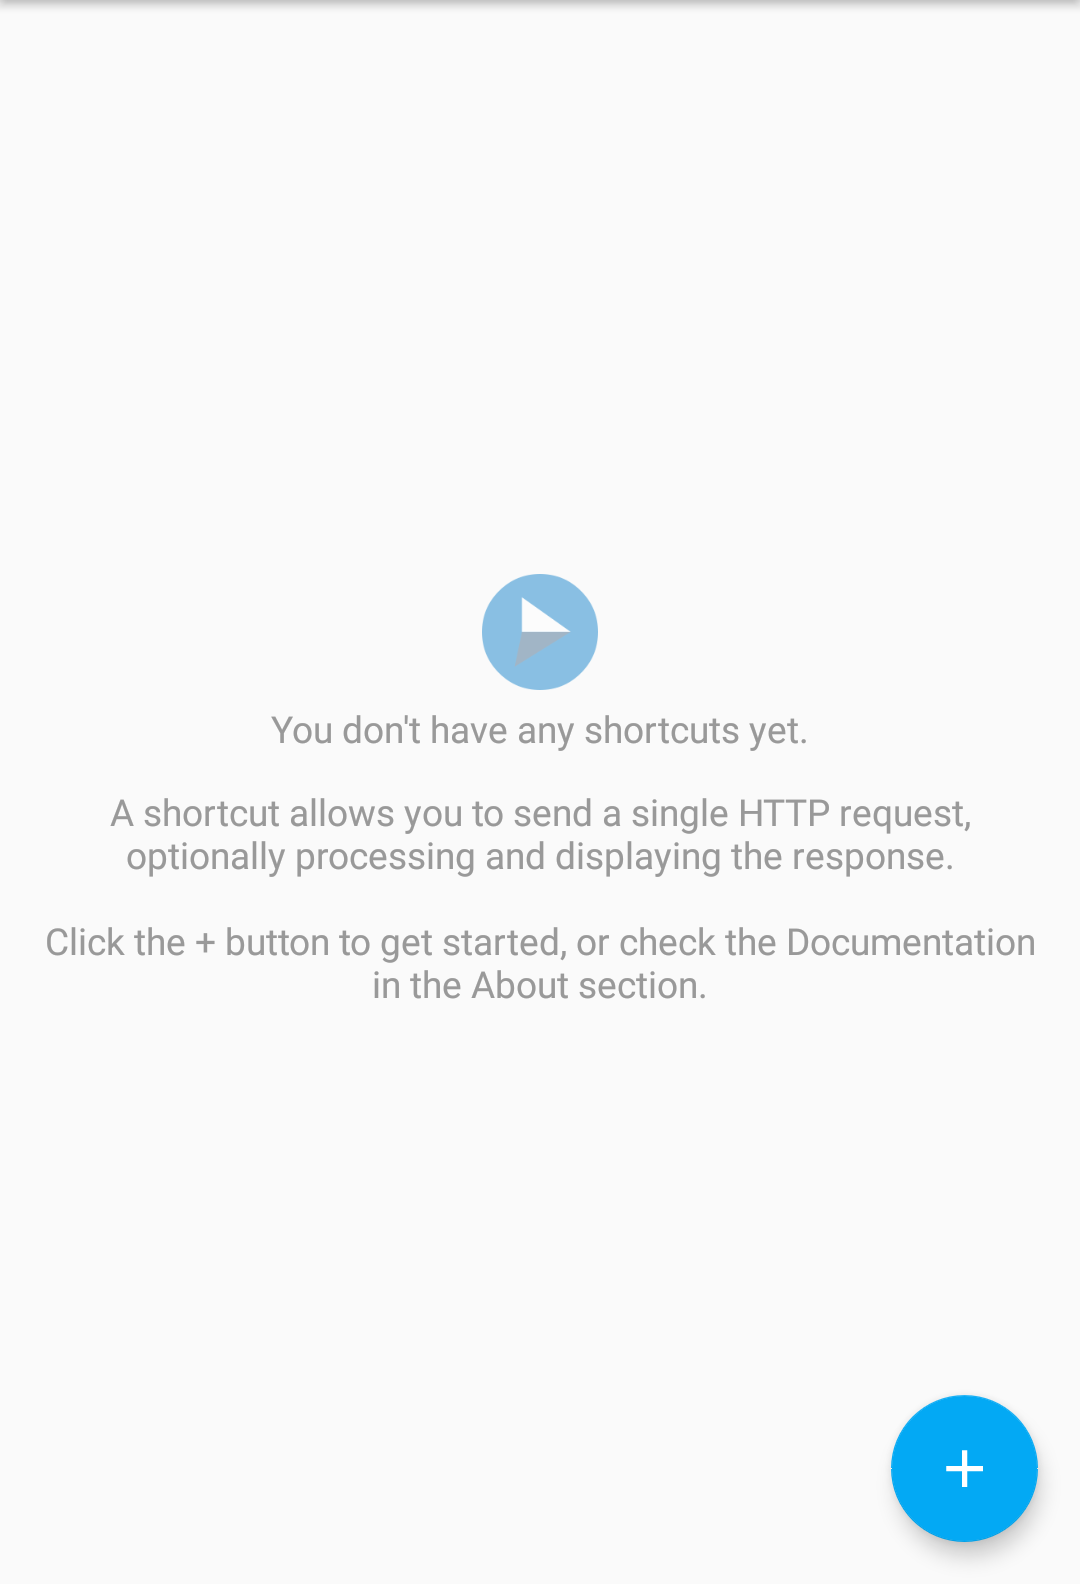 You don't have any shortcuts yet.
A shortcut allows you to send a single HTTP request,
optionally processing and displaying the response.
Click the + button to get started, or check the Documentation
in the About section.
+